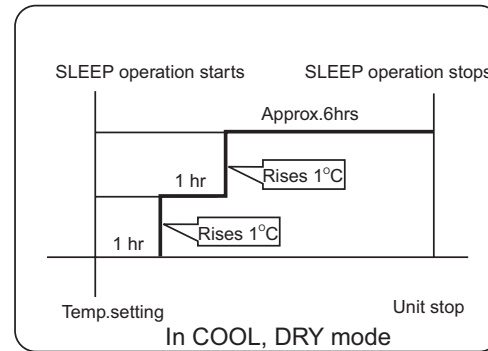 SLEEP operation starts
SLEEP operation stops
Approx.6hrs
1 hr
Rises 1°C
1 hr
Rises 1°C
Temp.setting
Unit stop
In COOL, DRY mode